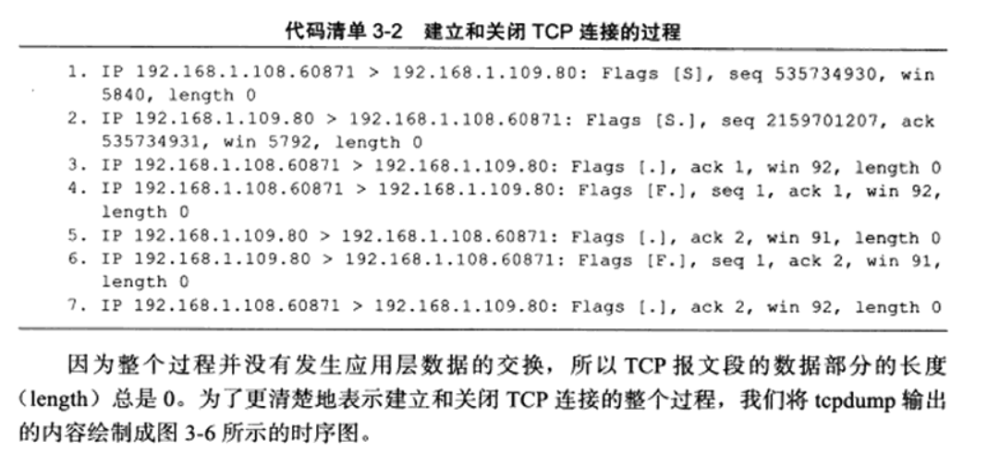 代码清单 3-2 建立和关闭 TCP 连接的过程
1. IP 192.168.1.108.60871 > 192.168.1.109.80: Flags [S], seq 535734930, win
5840, length 0
2. IP 192.168.1.109.80 > 192.168.1.108.60871: Flags [S.], seq 2159701207, ack
535734931, win 5792, length 0
3. IP 192.168.1.108.60871 > 192.168.1.109.80: Flags [.], ack 1, win 92, length 0
4. IP 192.168.1.108.60871 > 192.168.1.109.80: Flags [F.], seq 1, ack 1, win 92,
length 0
5. IP 192.168.1.109.80 > 192.168.1.108.60871: Flags [.], ack 2, win 91, length 0
6. IP 192.168.1.109.80 > 192.168.1.108.60871: Flags [F.], seq 1, ack 2, win 91,
length 0
7. IP 192.168.1.108.60871 > 192.168.1.109.80: Flags [.], ack 2, win 92, length 0
因为整个过程并没有发生应用层数据的交换，所以 TCP 报文段的数据部分的长度
（length）总是 0。为了更清楚地表示建立和关闭 TCP 连接的整个过程，我们将 tcpdump 输出
的内容绘制成图 3-6 所示的时序图。